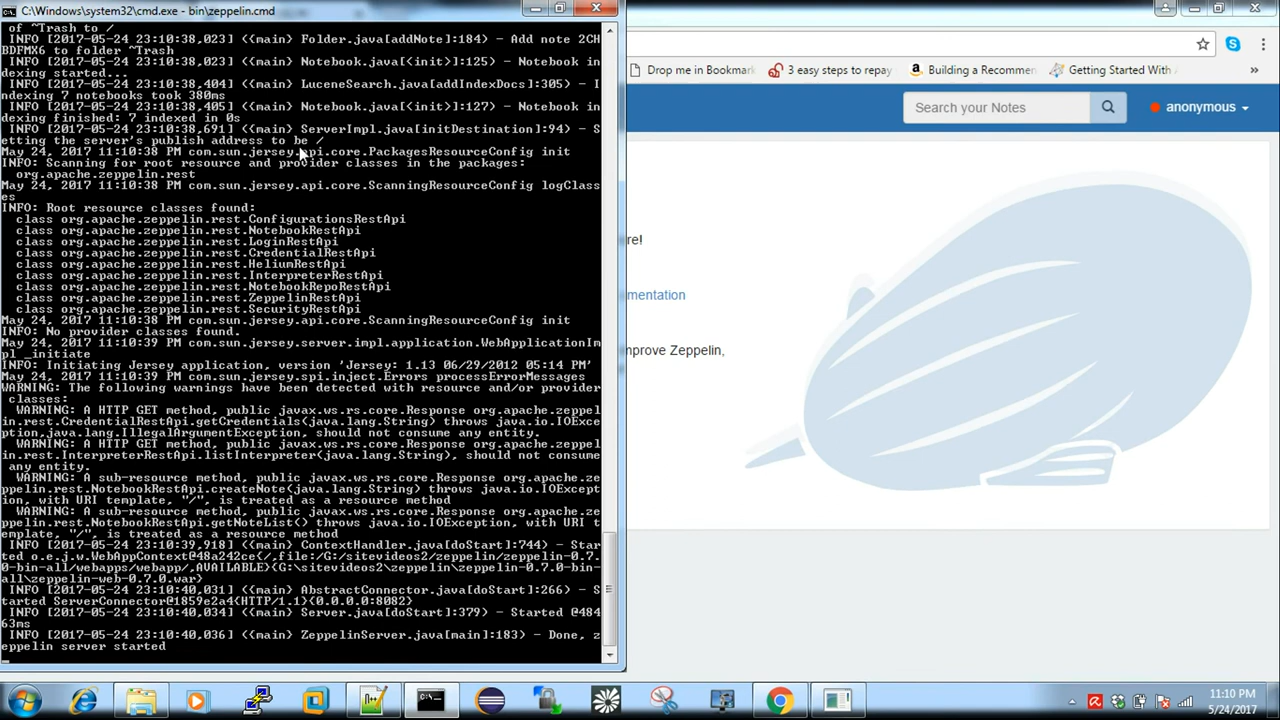 C:\Windows\system32\cmd.exe - bin\zeppelin.cmd
of ^Trash to /
INFO [2017-05-24 23:10:38,023] ({main} Folder.java[addNote]:184) - Add note 2CH
BDFMX6 to folder ^Trash
INFO [2017-05-24 23:10:38,023] ({main} Notebook.java[<init>]:125) - Notebook in
dexing started...
INFO [2017-05-24 23:10:38,404] ({main} LuceneSearch.java[addIndexDocs]:305) - I
ndexing 7 notebooks took 380ms
INFO [2017-05-24 23:10:38,405] ({main} Notebook.java[<init>]:127) - Notebook in
dexing finished: 7 indexed in 0s
INFO [2017-05-24 23:10:38,691] ({main} ServerImpl.java[initDestination]:94) - S
etting the server's publish address to be /
May 24, 2017 11:10:38 PM com.sun.jersey.api.core.PackagesResourceConfig init
INFO: Scanning for root resource and provider classes in the packages:
org.apache.zeppelin.rest
May 24, 2017 11:10:38 PM com.sun.jersey.api.core.ScanningResourceConfig logClass
es
INFO: Root resource classes found:
class org.apache.zeppelin.rest.ConfigurationsRestApi
class org.apache.zeppelin.rest.NotebookRestApi
class org.apache.zeppelin.rest.LoginRestApi
class org.apache.zeppelin.rest.CredentialRestApi
class org.apache.zeppelin.rest.HeliumRestApi
class org.apache.zeppelin.rest.InterpreterRestApi
class org.apache.zeppelin.rest.NotebookRepoRestApi
class org.apache.zeppelin.rest.ZeppelinRestApi
class org.apache.zeppelin.rest.SecurityRestApi
May 24, 2017 11:10:38 PM com.sun.jersey.api.core.ScanningResourceConfig init
INFO: No provider classes found.
May 24, 2017 11:10:39 PM com.sun.jersey.server.impl.application.WebApplicationIm
pl _initiate
INFO: Initiating Jersey application, version 'Jersey: 1.13 06/29/2012 05:14 PM'
May 24, 2017 11:10:39 PM com.sun.jersey.spi.inject.Errors processErrorMessages
WARNING: The following warnings have been detected with resource and/or provider
classes:
WARNING: A HTTP GET method, public javax.ws.rs.core.Response org.apache.zeppel
in.rest.CredentialRestApi.getCredentials(java.lang.String) throws java.io.IOExce
ption,java.lang.IllegalArgumentException, should not consume any entity.
WARNING: A HTTP GET method, public javax.ws.rs.core.Response org.apache.zeppel
in.rest.InterpreterRestApi.listInterpreter(java.lang.String), should not consume
any entity.
WARNING: A sub-resource method, public javax.ws.rs.core.Response org.apache.ze
ppelin.rest.NotebookRestApi.createNote(java.lang.String) throws java.io.IOExcept
ion, with URI template, "/", is treated as a resource method
WARNING: A sub-resource method, public javax.ws.rs.core.Response org.apache.ze
ppelin.rest.NotebookRestApi.getNoteList() throws java.io.IOException, with URI t
emplate, "/", is treated as a resource method
INFO [2017-05-24 23:10:39,918] ({main} ContextHandler.java[doStart]:744) - Star
ted o.e.j.w.WebAppContext@48a242ce{/,file:/G:/sitevideos2/zeppelin/zeppelin-0.7.
0-bin-all/webapps/webapp/,AVAILABLE}{G:\sitevideos2\zeppelin\zeppelin-0.7.0-bin-
all\zeppelin-web-0.7.0.war}
INFO [2017-05-24 23:10:40,031] ({main} AbstractConnector.java[doStart]:266) - S
tarted ServerConnector@1859e2a4{HTTP/1.1}{0.0.0.0:8082}
INFO [2017-05-24 23:10:40,034] ({main} Server.java[doStart]:379) - Started @484
63ms
INFO [2017-05-24 23:10:40,036] ({main} ZeppelinServer.java[main]:183) - Done, z
eppelin server started
Drop me in Bookmark 3 easy steps to repay Building a Recommen Getting Started With »
Search your Notes anonymous
re!
mentation
mprove Zeppelin,
11:10 PM
5/24/2017